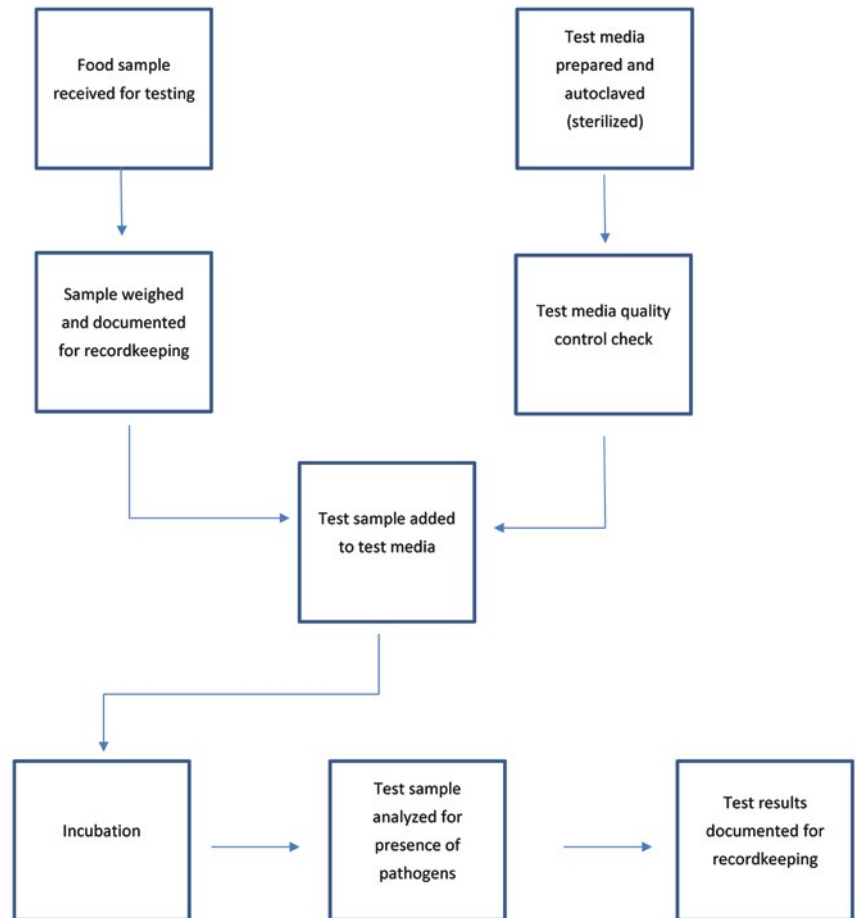 Food sample
received for testing
Test media
prepared and
autoclaved
(sterilized)
Sample weighed
and documented
for recordkeeping
Test media quality
control check
Test sample added
to test media
Incubation
Test sample
analyzed for
presence of
pathogens
Test results
documented for
recordkeeping